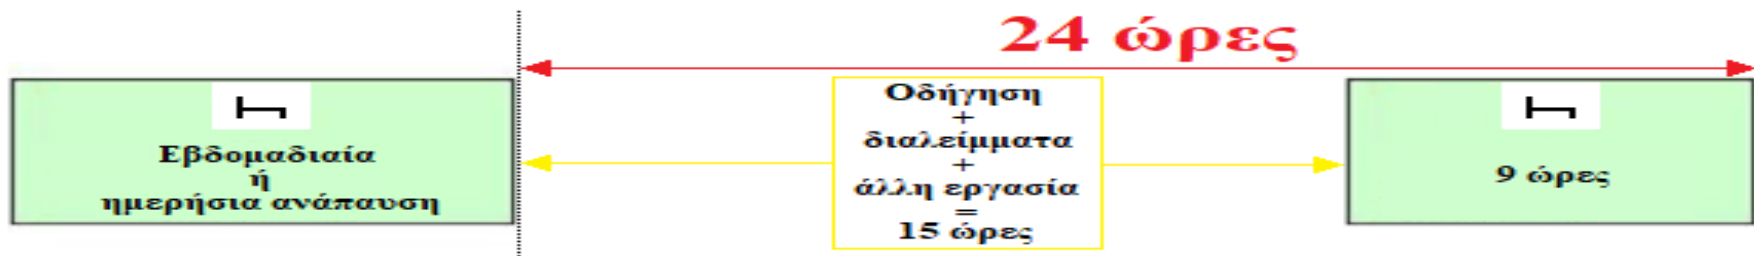 24 ώρες
Εβδομαδιαία
ή
ημερήσια ανάπαυση
Οδήγηση
+
διαλείμματα
+
άλλη εργασία
=
15 ώρες
9 ώρες